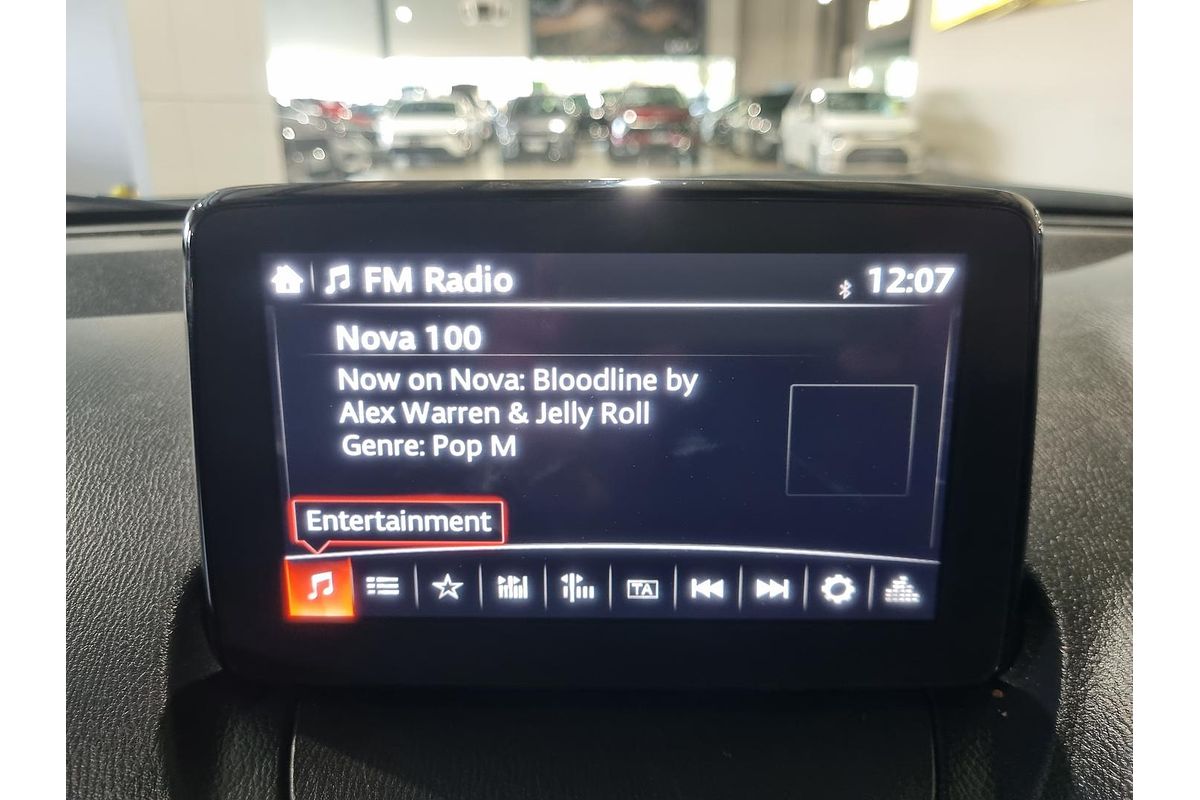 FM Radio 12:07
Nova 100
Now on Nova: Bloodline by
Alex Warren & Jelly Roll
Genre: Pop M
Entertainment
TA